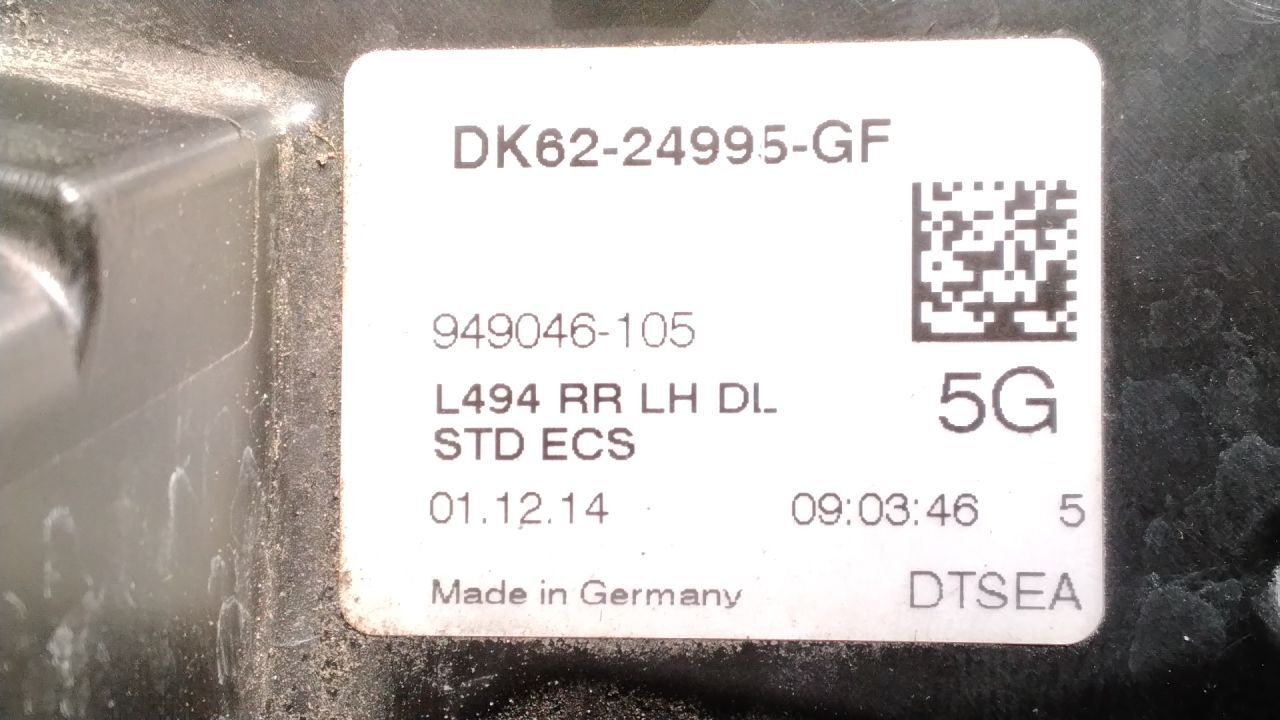 DK62-24995-GF
949046-105
L494 RR LH DL
STD ECS
5G
01.12.14 09:03:46 5
Made in Germany DTSEA